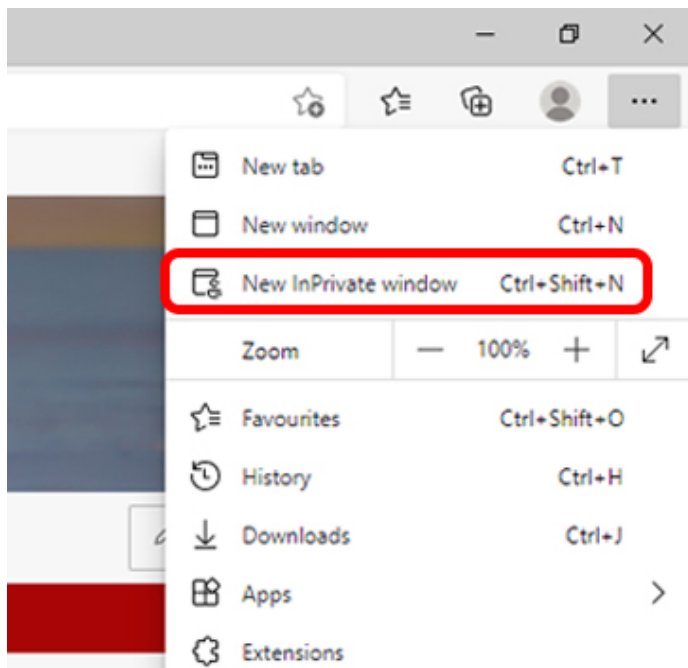 New tab Ctrl+T
New window Ctrl+N
New InPrivate window Ctrl+Shift+N
Zoom — 100% +
Favourites Ctrl+Shift+O
History Ctrl+H
Downloads Ctrl+J
Apps
Extensions